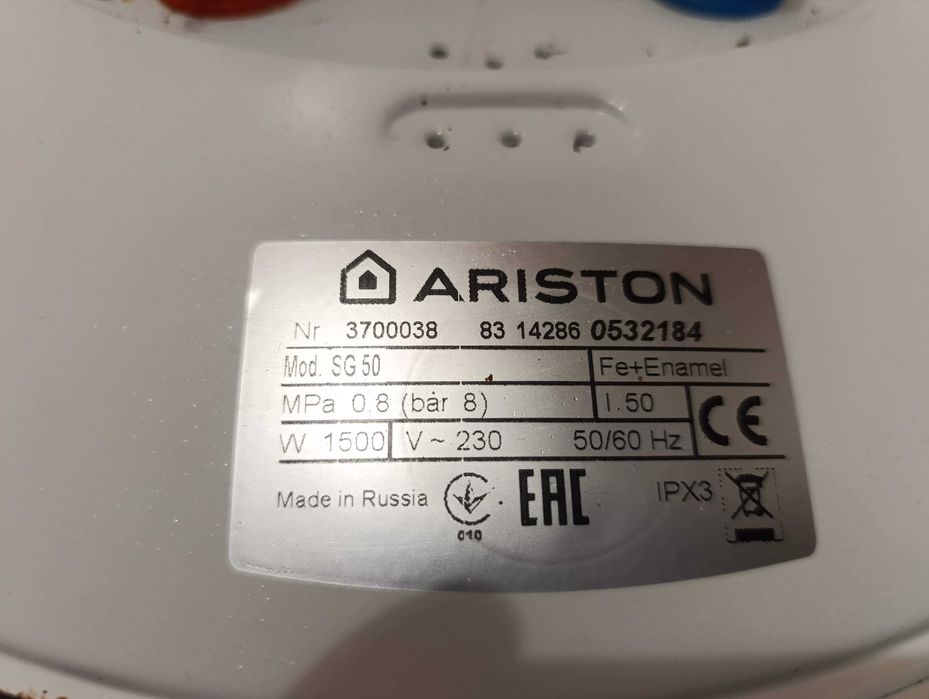 ARISTON
Nr 3700038 83 14286 0532184
Mod. SG 50 Fe+Enamel
MPa 0.8 (bar 8) l. 50
W 1500 V ~ 230 50/60 Hz
CE
Made in Russia EAC IPX3
010